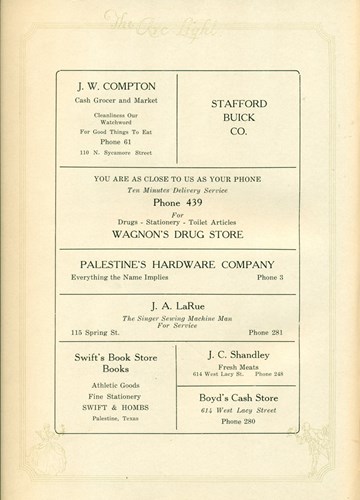 The Arc Light
J. W. COMPTON
Cash Grocer and Market
Cleanliness Our
Watchword
For Good Things To Eat
Phone 61
110 N. Sycamore Street
STAFFORD
BUICK
CO.
YOU ARE AS CLOSE TO US AS YOUR PHONE
Ten Minutes Delivery Service
Phone 439
For
Drugs - Stationery - Toilet Articles
WAGNON'S DRUG STORE
PALESTINE'S HARDWARE COMPANY
Everything the Name Implies Phone 3
J. A. LaRue
The Singer Sewing Machine Man
For Service
115 Spring St. Phone 281
Swift's Book Store
Books
Athletic Goods
Fine Stationery
SWIFT & HOMBS
Palestine, Texas
J. C. Shandley
Fresh Meats
614 West Lacy St. Phone 248
Boyd's Cash Store
614 West Lacy Street
Phone 280